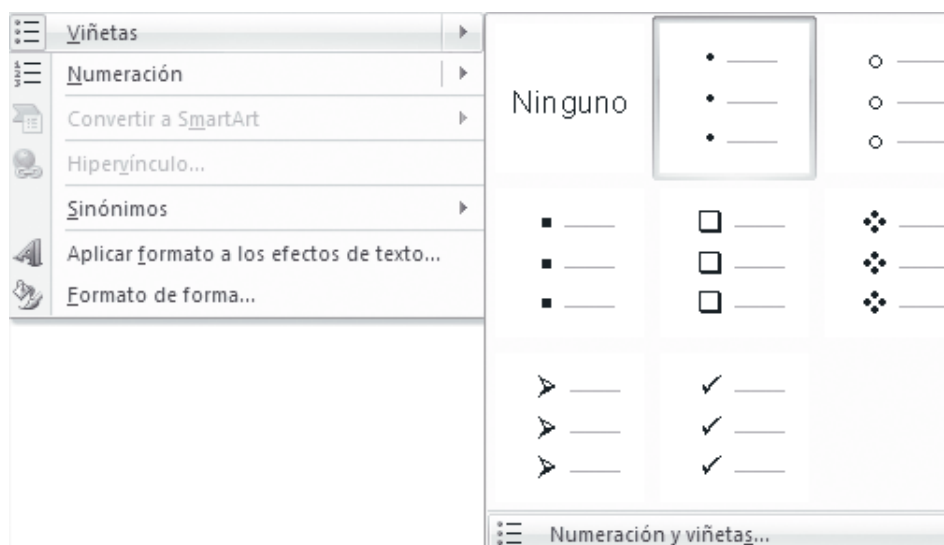 Viñetas
Numeración
Convertir a SmartArt
Hipervínculo...
Sinónimos
Aplicar formato a los efectos de texto...
Formato de forma...
Ninguno
Numeración y viñetas...